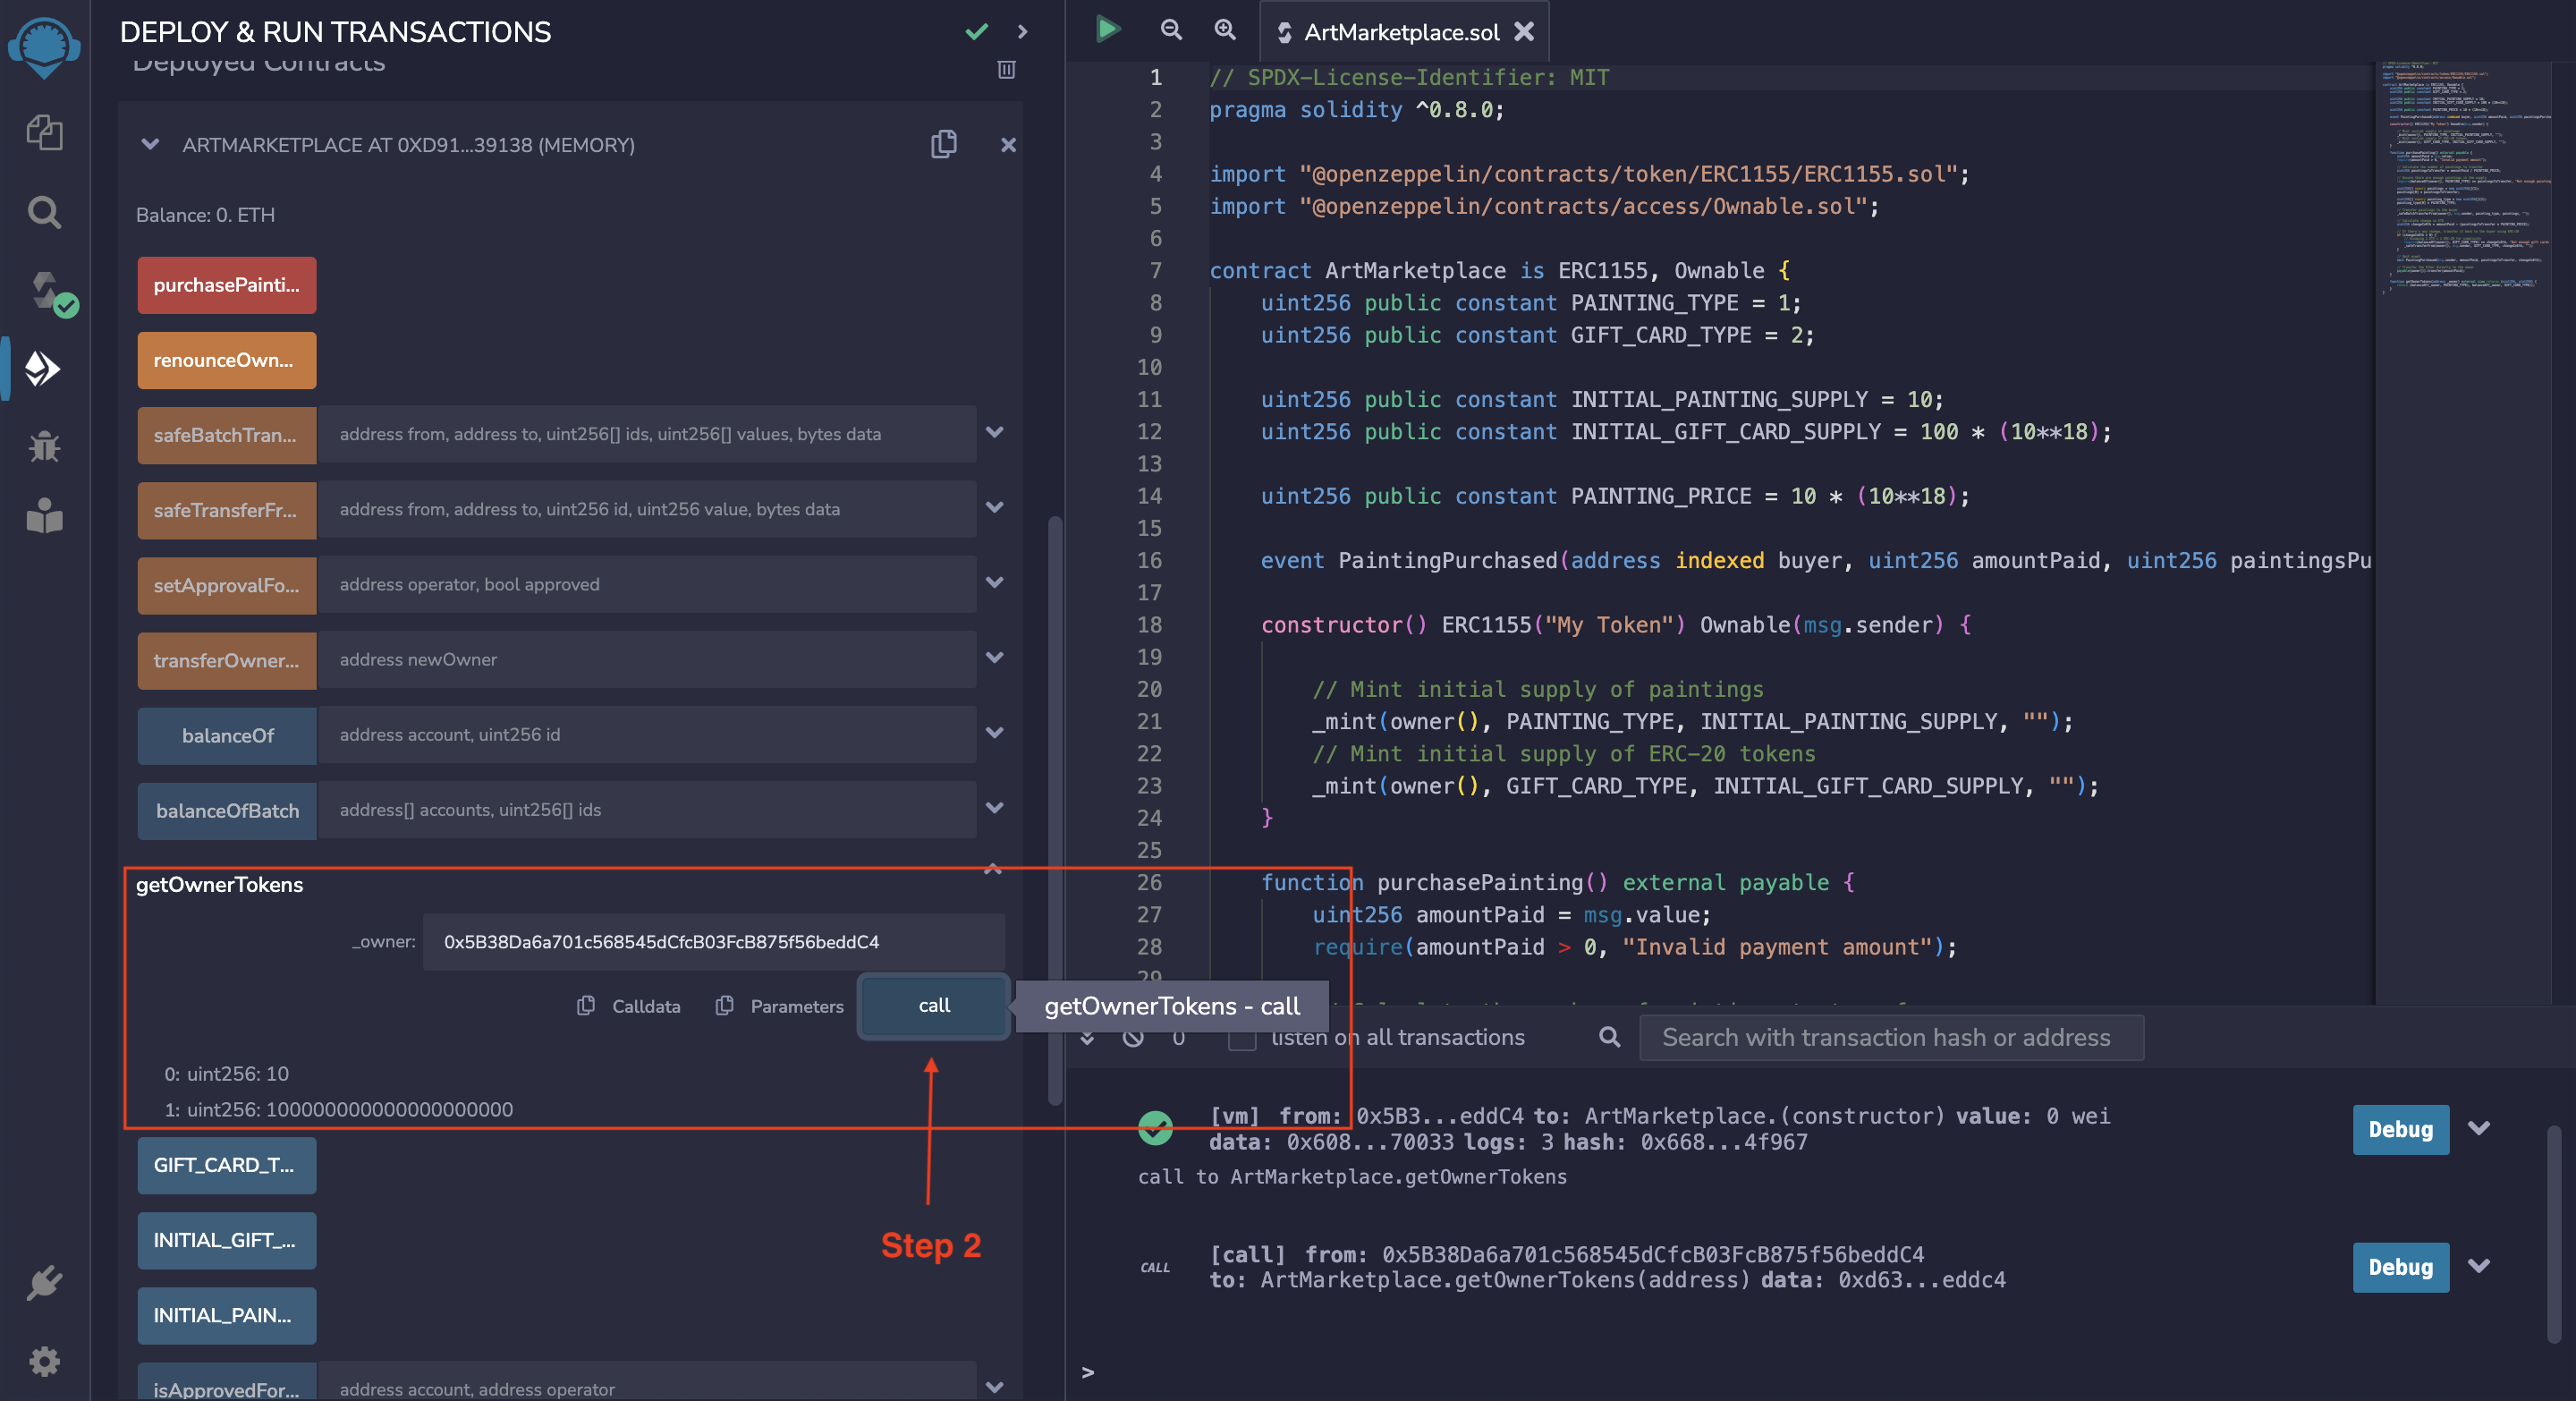 DEPLOY & RUN TRANSACTIONS
Deployed Contracts
ARTMARKETPLACE AT 0XD91...39138 (MEMORY)
Balance: 0. ETH
purchasePainti...
renounceOwn...
safeBatchTran... address from, address to, uint256[] ids, uint256[] values, bytes data
safeTransferFr... address from, address to, uint256 id, uint256 value, bytes data
setApprovalFo... address operator, bool approved
transferOwner... address newOwner
balanceOf address account, uint256 id
balanceOfBatch address[] accounts, uint256[] ids
getOwnerTokens
_owner: 0x5B38Da6a701c568545dCfcB03FcB875f56beddC4
Calldata Parameters call
getOwnerTokens - call
0: uint256: 10
1: uint256: 100000000000000000000
Step 2
GIFT_CARD_T...
INITIAL_GIFT_...
INITIAL_PAIN...
isApprovedFor... address account, address operator
ArtMarketplace.sol
1 // SPDX-License-Identifier: MIT
2 pragma solidity ^0.8.0;
3
4 import "@openzeppelin/contracts/token/ERC1155/ERC1155.sol";
5 import "@openzeppelin/contracts/access/Ownable.sol";
6
7 contract ArtMarketplace is ERC1155, Ownable {
8 uint256 public constant PAINTING_TYPE = 1;
9 uint256 public constant GIFT_CARD_TYPE = 2;
10
11 uint256 public constant INITIAL_PAINTING_SUPPLY = 10;
12 uint256 public constant INITIAL_GIFT_CARD_SUPPLY = 100 * (10**18);
13
14 uint256 public constant PAINTING_PRICE = 10 * (10**18);
15
16 event PaintingPurchased(address indexed buyer, uint256 amountPaid, uint256 paintingsPu
17
18 constructor() ERC1155("My Token") Ownable(msg.sender) {
19
20 // Mint initial supply of paintings
21 _mint(owner(), PAINTING_TYPE, INITIAL_PAINTING_SUPPLY, "");
22 // Mint initial supply of ERC-20 tokens
23 _mint(owner(), GIFT_CARD_TYPE, INITIAL_GIFT_CARD_SUPPLY, "");
24 }
25
26 function purchasePainting() external payable {
27 uint256 amountPaid = msg.value;
28 require(amountPaid > 0, "Invalid payment amount");
29
0 listen on all transactions Search with transaction hash or address
[vm] from: 0x5B3...eddC4 to: ArtMarketplace.(constructor) value: 0 wei
data: 0x608...70033 logs: 3 hash: 0x668...4f967
Debug
call to ArtMarketplace.getOwnerTokens
CALL [call] from: 0x5B38Da6a701c568545dCfcB03FcB875f56beddC4
to: ArtMarketplace.getOwnerTokens(address) data: 0xd63...eddc4
Debug
>